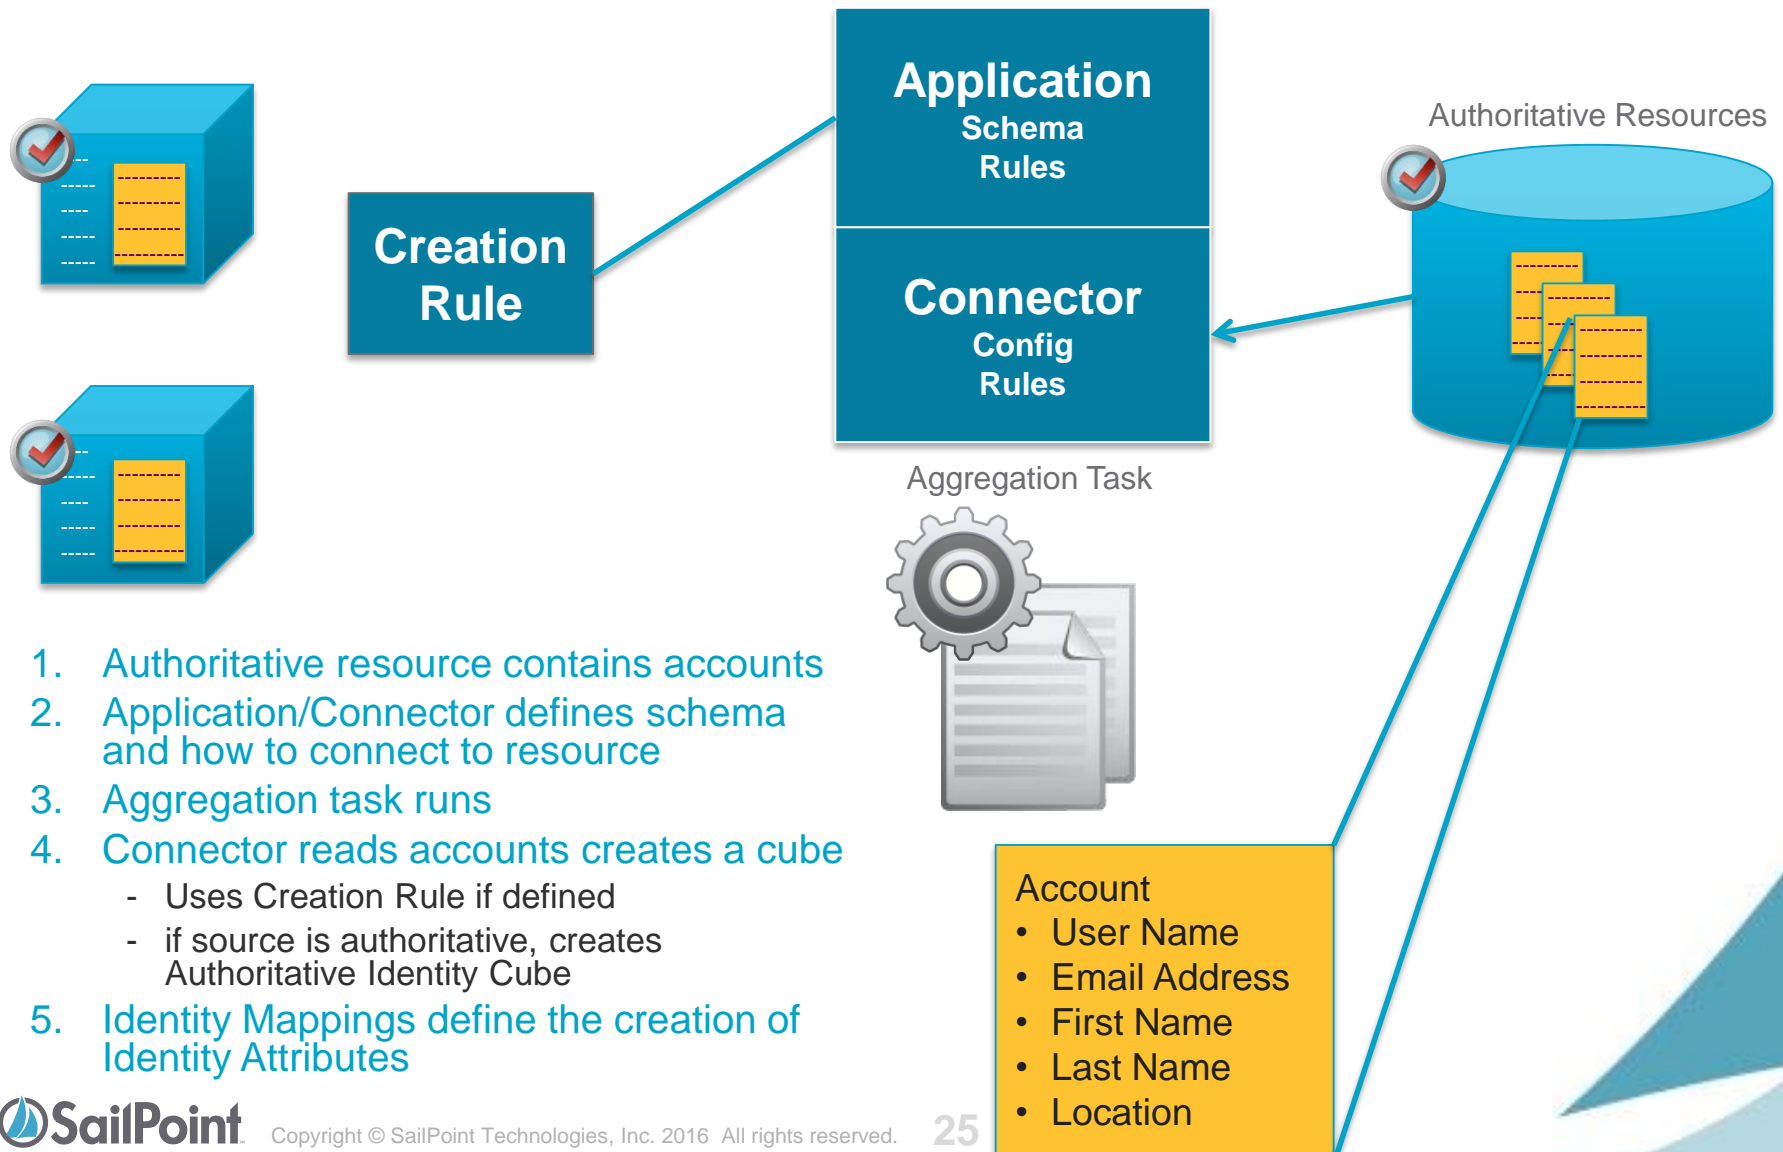 Application
Schema
Rules
Authoritative Resources
Creation
Rule
Connector
Config
Rules
Aggregation Task
1. Authoritative resource contains accounts
2. Application/Connector defines schema
and how to connect to resource
3. Aggregation task runs
4. Connector reads accounts creates a cube
- Uses Creation Rule if defined
- if source is authoritative, creates
Authoritative Identity Cube
5. Identity Mappings define the creation of
Identity Attributes
Account
• User Name
• Email Address
• First Name
• Last Name
• Location
SailPoint
Copyright © SailPoint Technologies, Inc. 2016 All rights reserved.
25